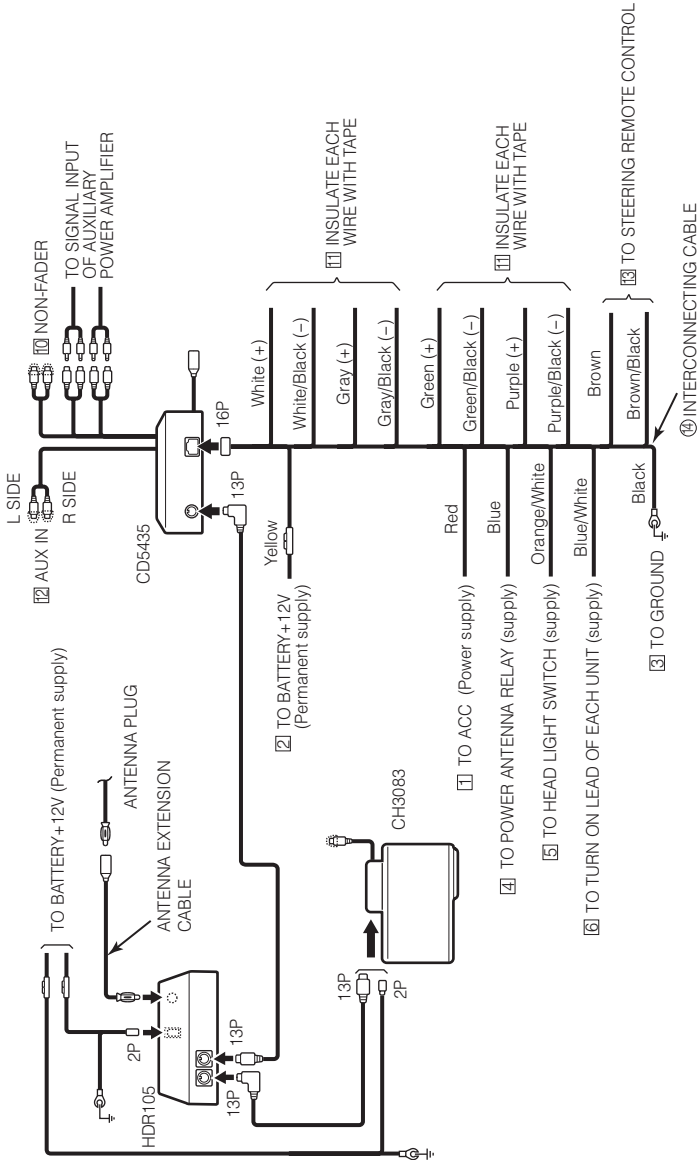 TO BATTERY+12V (Permanent supply)
ANTENNA PLUG
ANTENNA EXTENSION
CABLE
2P
HDR105
13P
13P
13P
2P
CH3083
L SIDE
12 AUX IN
R SIDE
10 NON-FADER
TO SIGNAL INPUT
OF AUXILIARY
POWER AMPLIFIER
CD5435
13P
16P
Yellow
2 TO BATTERY+12V
(Permanent supply)
Red
1 TO ACC (Power supply)
Blue
4 TO POWER ANTENNA RELAY (supply)
Orange/White
5 TO HEAD LIGHT SWITCH (supply)
Blue/White
6 TO TURN ON LEAD OF EACH UNIT (supply)
Black
3 TO GROUND
White (+)
White/Black (−)
Gray (+)
Gray/Black (−)
11 INSULATE EACH
WIRE WITH TAPE
Green (+)
Green/Black (−)
Purple (+)
Purple/Black (−)
11 INSULATE EACH
WIRE WITH TAPE
Brown
Brown/Black
13 TO STEERING REMOTE CONTROL
⑭ INTERCONNECTING CABLE